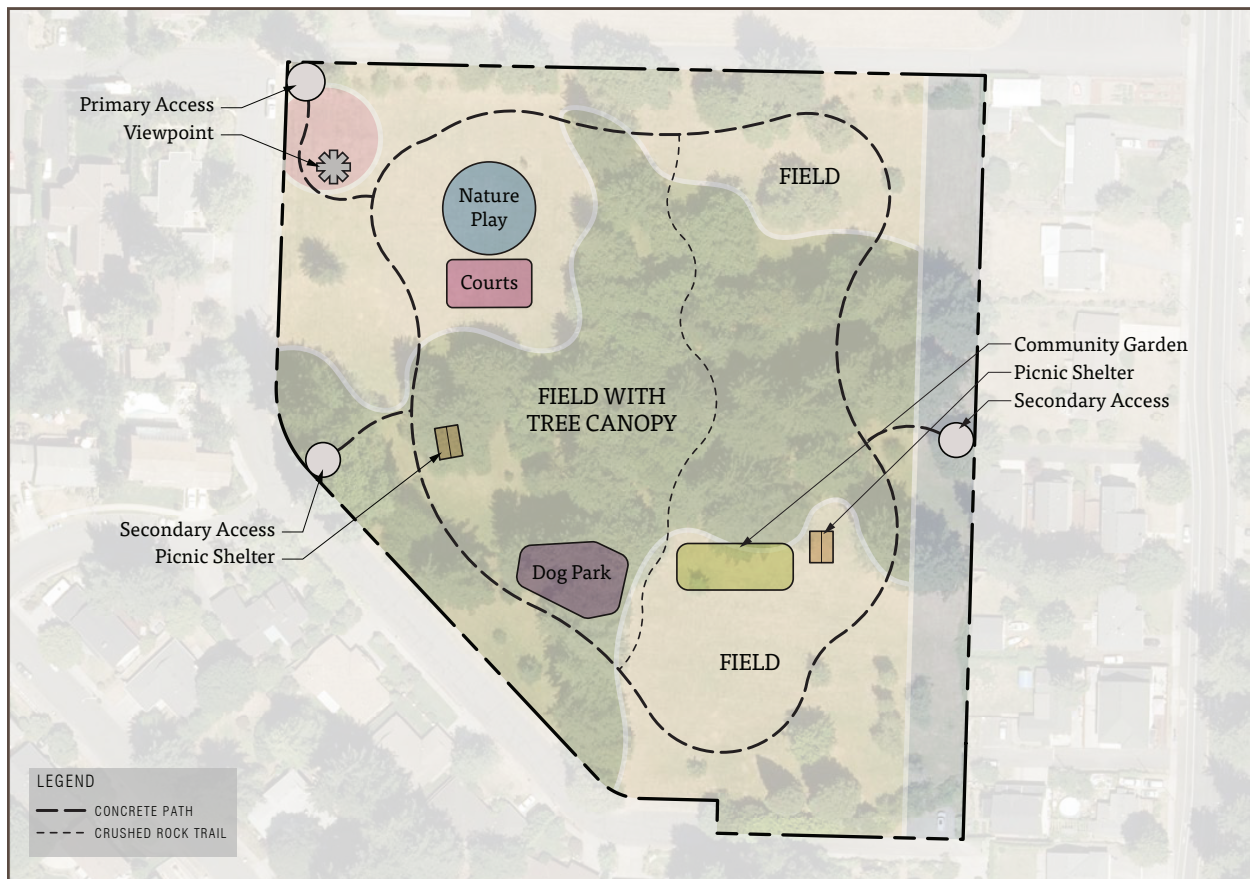 Primary Access
Viewpoint
Nature
Play
Courts
FIELD
Community Garden
Picnic Shelter
Secondary Access
FIELD WITH
TREE CANOPY
Secondary Access
Picnic Shelter
Dog Park
FIELD
LEGEND
CONCRETE PATH
CRUSHED ROCK TRAIL